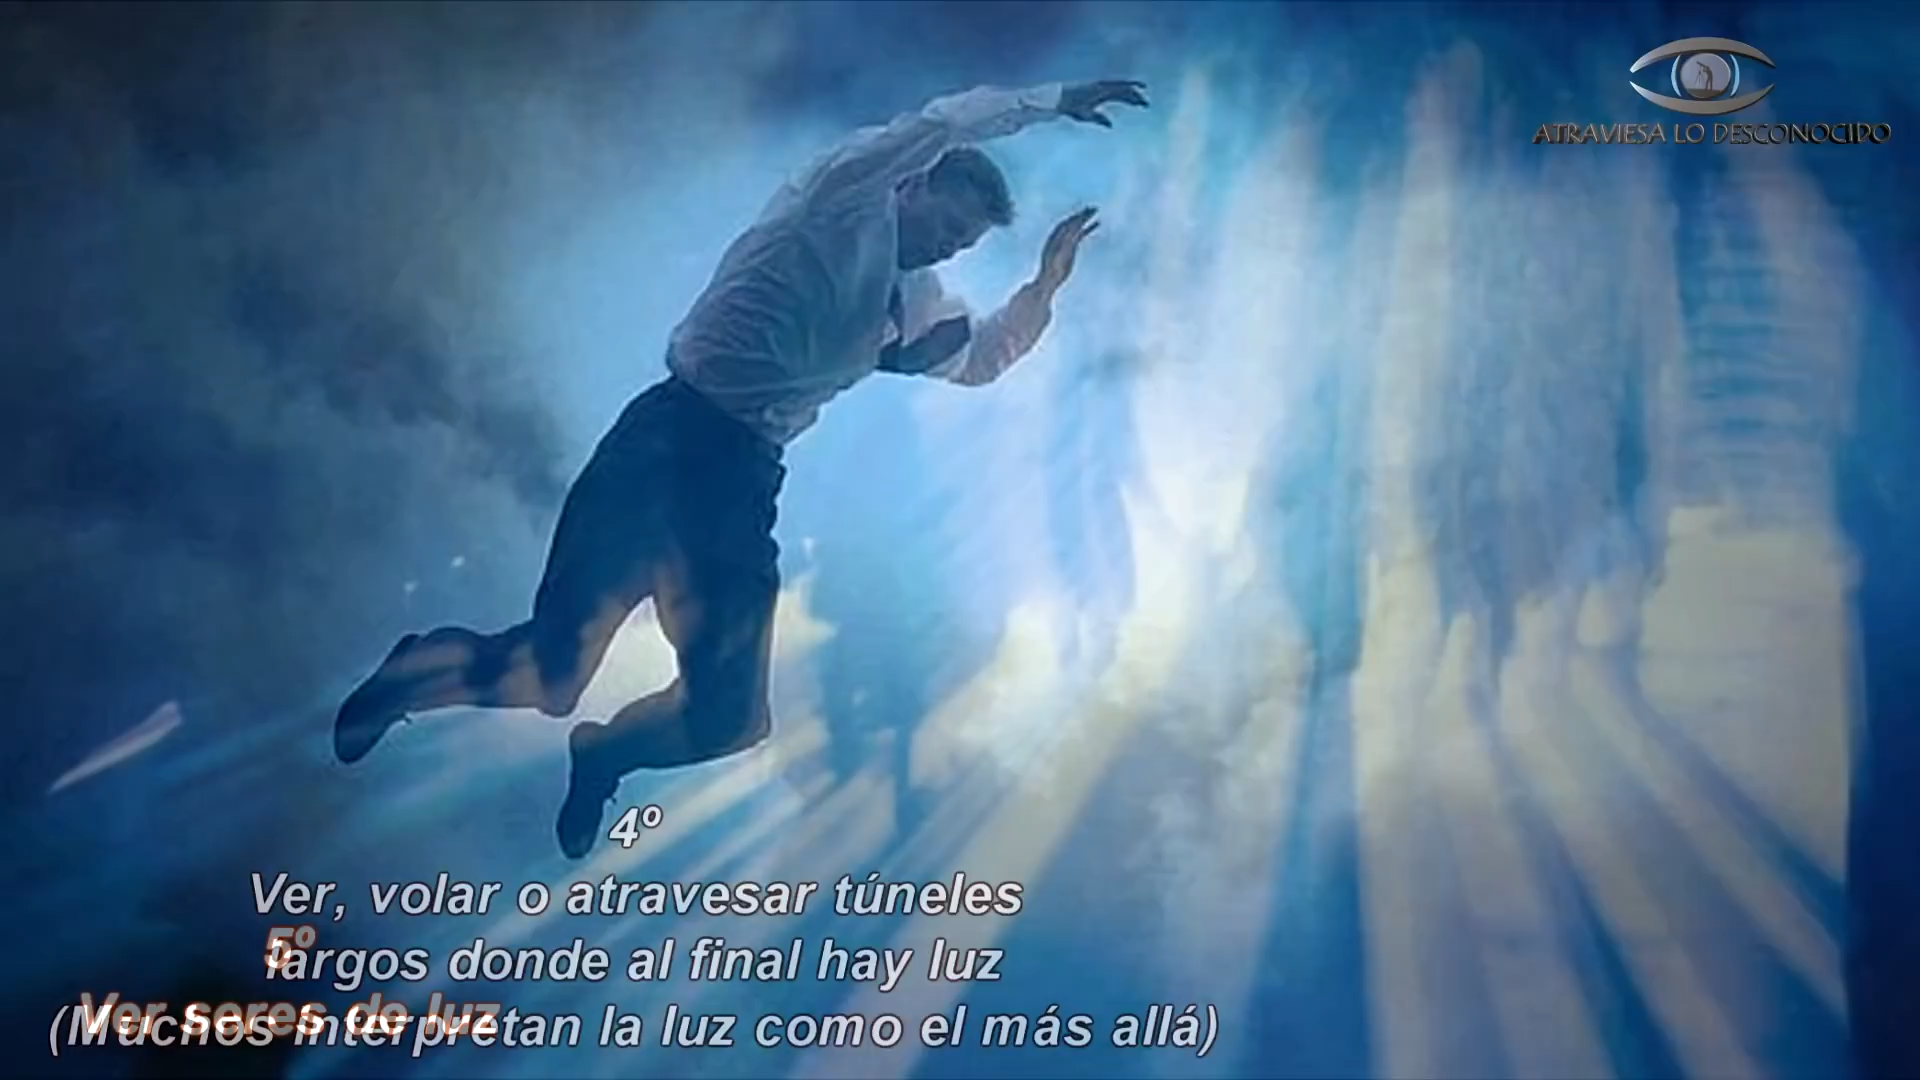 ATRAVIESA LO DESCONOCIDO
4º
Ver, volar o atravesar túneles
largos donde al final hay luz
(Muchos interpretan la luz como el más allá)
5º
Ver seres de luz